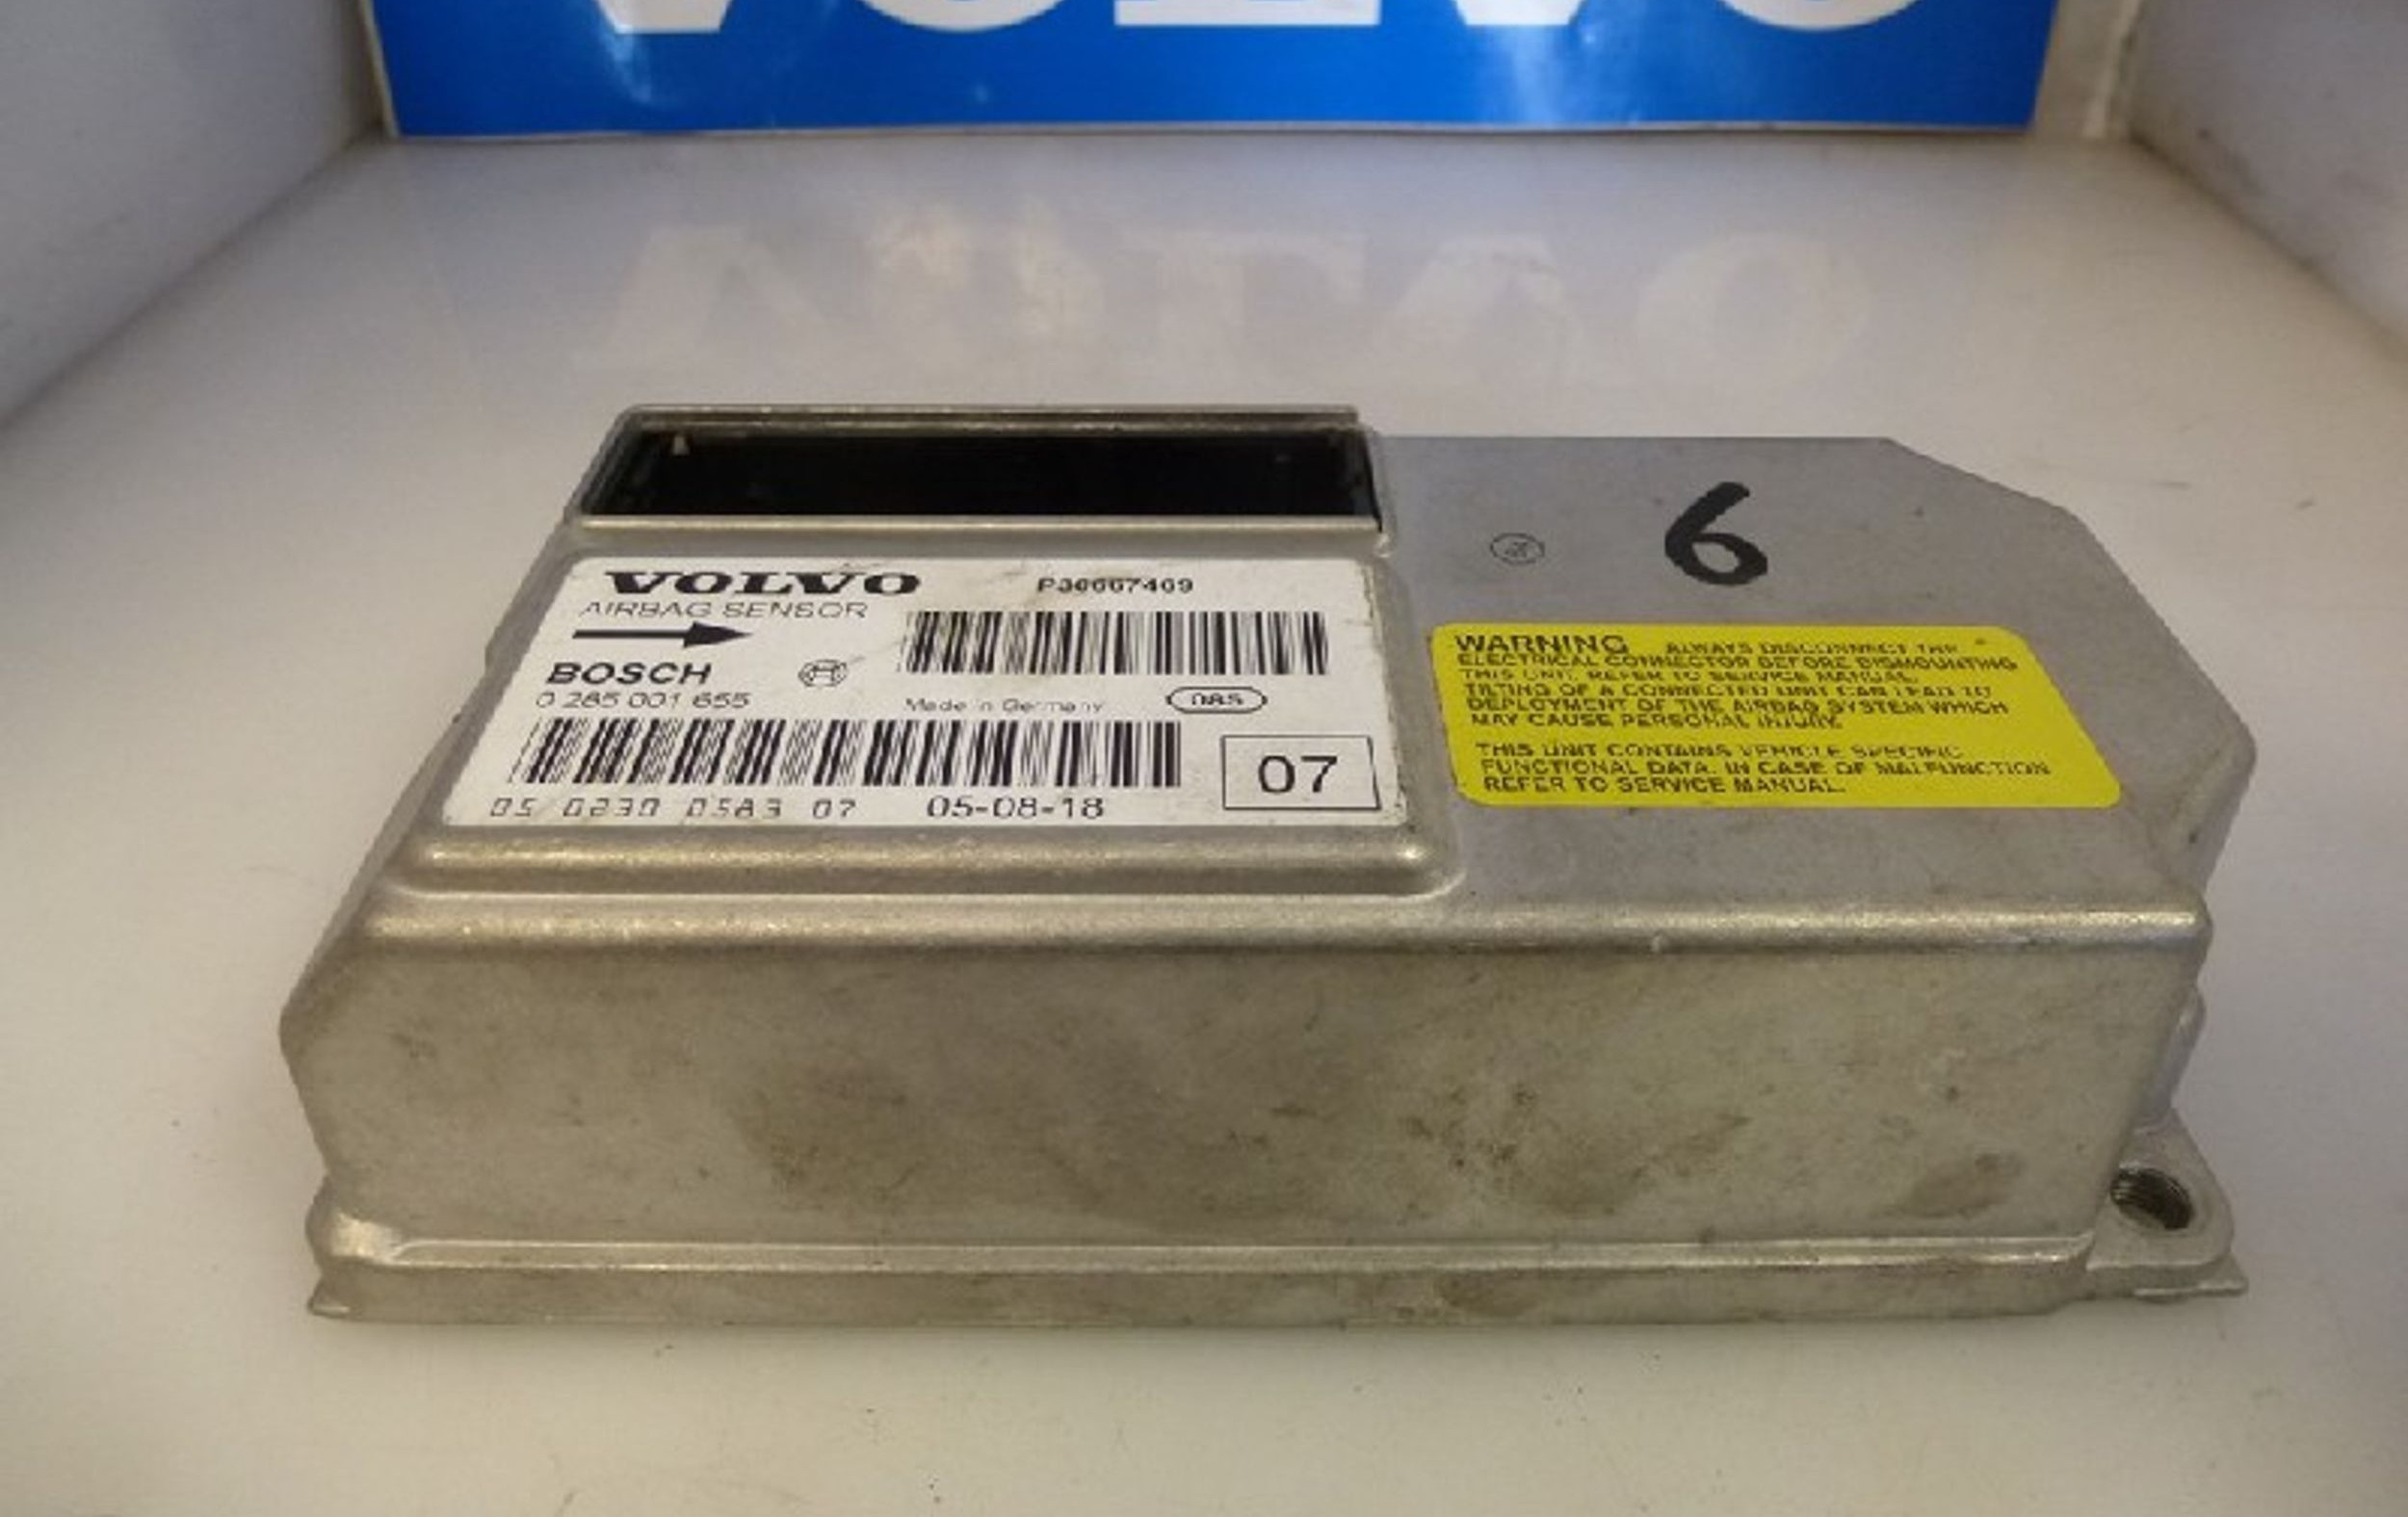 VOLVO
VOLVO
P30667409
AIRBAG SENSOR
BOSCH
0 285 001 655
Made in Germany
085
05 0230 0583 07
05-08-18
07
6
WARNING ALWAYS DISCONNECT THE
ELECTRICAL CONNECTOR BEFORE DISMOUNTING
THIS UNIT. REFER TO SERVICE MANUAL.
TILTING OF A CONNECTED UNIT CAN LEAD TO
DEPLOYMENT OF THE AIRBAG SYSTEM WHICH
MAY CAUSE PERSONAL INJURY.
THIS UNIT CONTAINS VEHICLE SPECIFIC
FUNCTIONAL DATA. IN CASE OF MALFUNCTION
REFER TO SERVICE MANUAL.